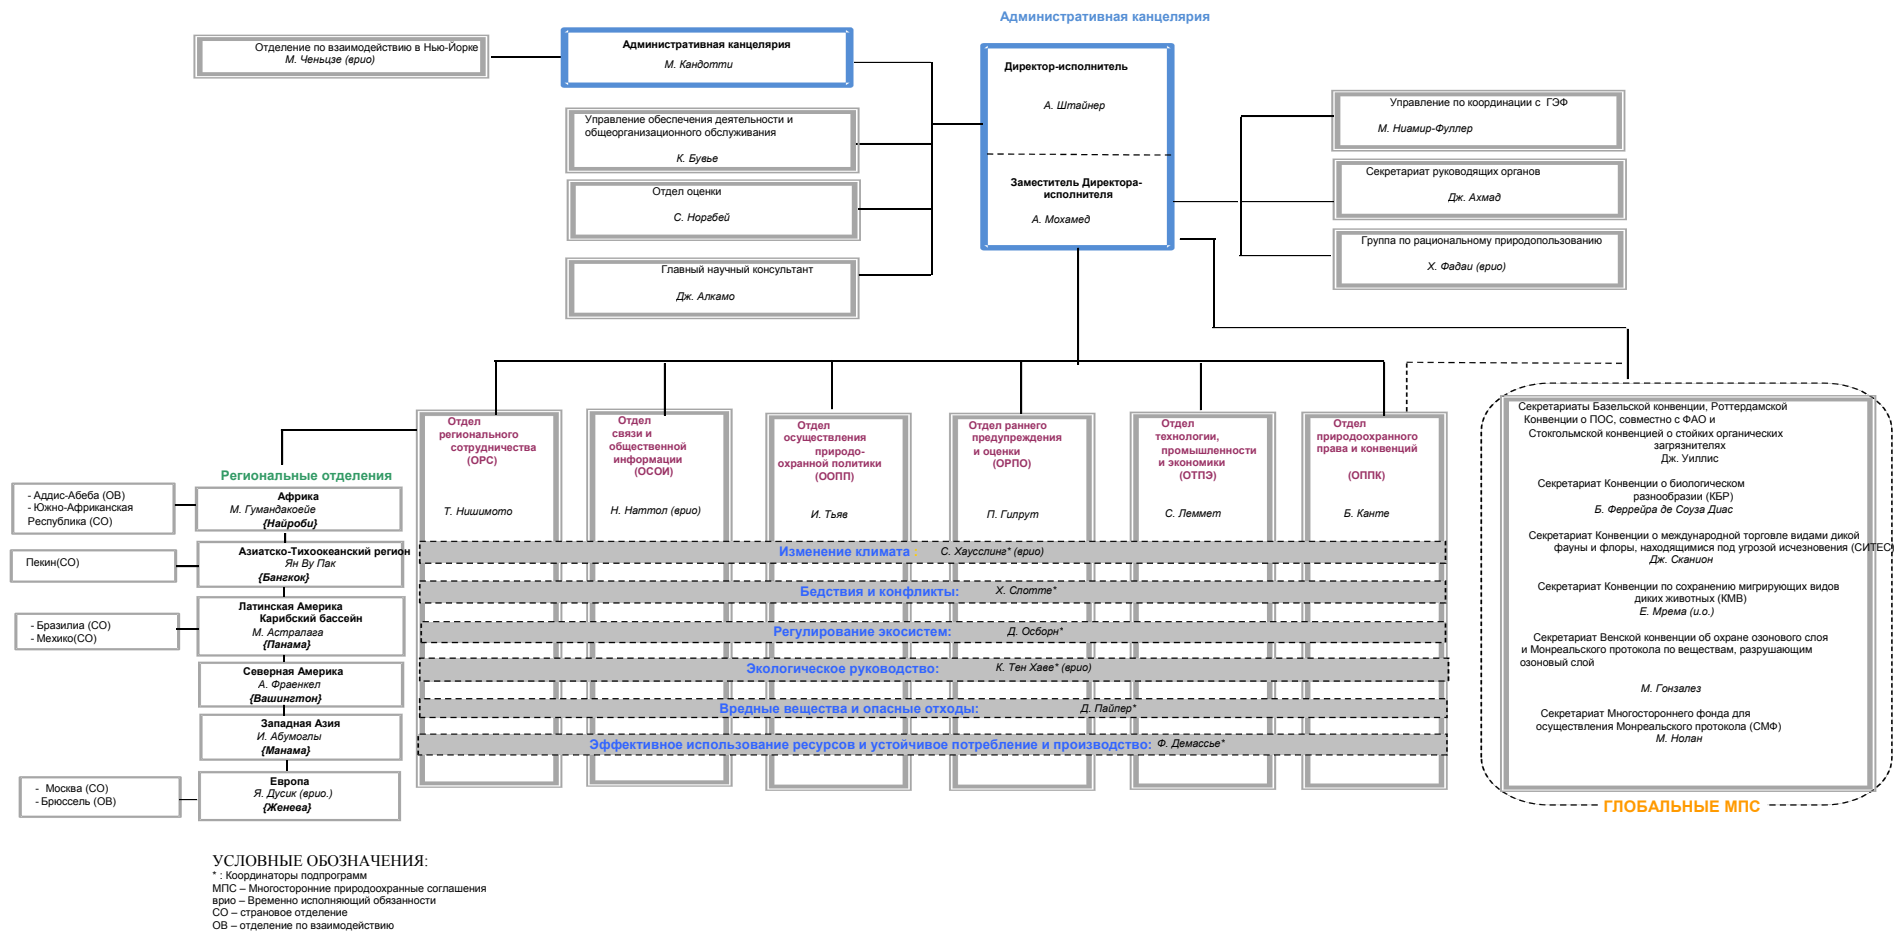 Административная канцелярия
Отделение по взаимодействию в Нью-Йорке
М. Ченьцзе (врио)
Административная канцелярия
М. Кандотти
Управление обеспечения деятельности и
общеорганизационного обслуживания
К. Бувье
Отдел оценки
С. Норгбей
Главный научный консультант
Дж. Алкамо
Директор-исполнитель
А. Штайнер
Заместитель Директора-
исполнителя
А. Мохамед
Управление по координации с ГЭФ
М. Ниамир-Фуллер
Секретариат руководящих органов
Дж. Ахмад
Группа по рациональному природопользованию
Х. Фадаи (врио)
Региональные отделения
- Аддис-Абеба (ОВ)
- Южно-Африканская
Республика (СО)
Африка
М. Гумандакоейе
{Найроби}
Пекин(СО)
Азиатско-Тихоокеанский регион
Ян Ву Пак
{Бангкок}
- Бразилиа (СО)
- Мехико(СО)
Латинская Америка
Карибский бассейн
М. Астралага
{Панама}
Северная Америка
А. Фраенкел
{Вашингтон}
Западная Азия
И. Абумоглы
{Манама}
- Москва (СО)
- Брюссель (ОВ)
Европа
Я. Дусик (врио.)
{Женева}
Отдел
регионального
сотрудничества
(ОРС)
Т. Нишимото
Отдел
связи и
общественной
информации
(ОСОИ)
Н. Наттол (врио)
Отдел
осуществления
природо-
охранной политики
(ООПП)
И. Тьяв
Отдел раннего
предупреждения
и оценки
(ОРПО)
П. Гилрут
Отдел
технологии,
промышленности
и экономики
(ОТПЭ)
С. Леммет
Отдел
природоохранного
права и конвенций
(ОППК)
Б. Канте
Изменение климата С. Хаусслинг* (врио)
Бедствия и конфликты: Х. Слотте*
Регулирование экосистем: Д. Осборн*
Экологическое руководство: К. Тен Хаве* (врио)
Вредные вещества и опасные отходы: Д. Пайпер*
Эффективное использование ресурсов и устойчивое потребление и производство: Ф. Демассье*
Секретариаты Базельской конвенции, Роттердамской
Конвенции о ПОС, совместно с ФАО и
Стокгольмской конвенцией о стойких органических
загрязнителях
Дж. Уиллис
Секретариат Конвенции о биологическом
разнообразии (КБР)
Б. Феррейра де Соуза Диас
Секретариат Конвенции о международной торговле видами дикой
фауны и флоры, находящимися под угрозой исчезновения (СИТЕС)
Дж. Сканион
Секретариат Конвенции по сохранению мигрирующих видов
диких животных (КМВ)
Е. Мрема (и.о.)
Секретариат Венской конвенции об охране озонового слоя
и Монреальского протокола по веществам, разрушающим
озоновый слой
М. Гонзалез
Секретариат Многостороннего фонда для
осуществления Монреальского протокола (СМФ)
М. Нолан
ГЛОБАЛЬНЫЕ МПС
УСЛОВНЫЕ ОБОЗНАЧЕНИЯ:
* : Координаторы подпрограмм
МПС – Многосторонние природоохранные соглашения
врио – Временно исполняющий обязанности
СО – страновое отделение
ОВ – отделение по взаимодействию